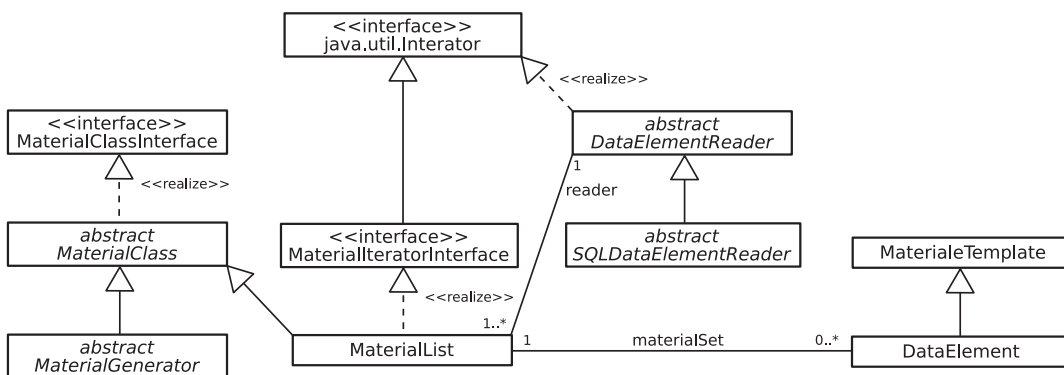 <<interface>>
java.util.Interator
<<realize>>
<<interface>>
MaterialClassInterface
abstract
DataElementReader
<<realize>>
1
reader
abstract
MaterialClass
<<interface>>
MaterialIteratorInterface
abstract
SQLDataElementReader
MaterialeTemplate
<<realize>>
1..*
abstract
MaterialGenerator
MaterialList
1
materialSet
0..*
DataElement